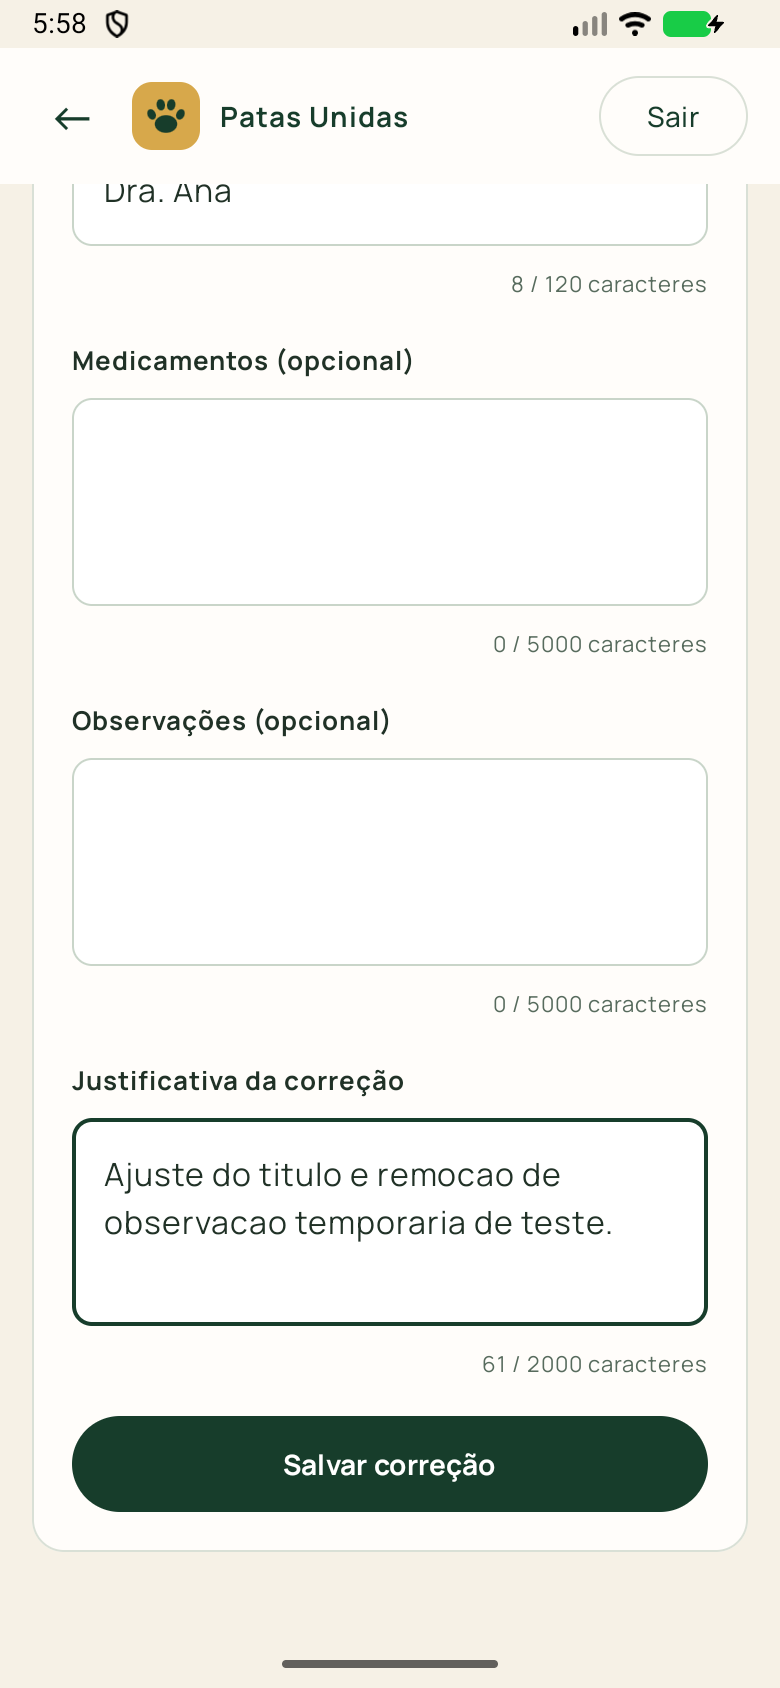 5:58
Patas Unidas
Sair
Dra. Ana
8 / 120 caracteres
Medicamentos (opcional)
0 / 5000 caracteres
Observações (opcional)
0 / 5000 caracteres
Justificativa da correção
Ajuste do titulo e remocao de
observacao temporaria de teste.
61 / 2000 caracteres
Salvar correção